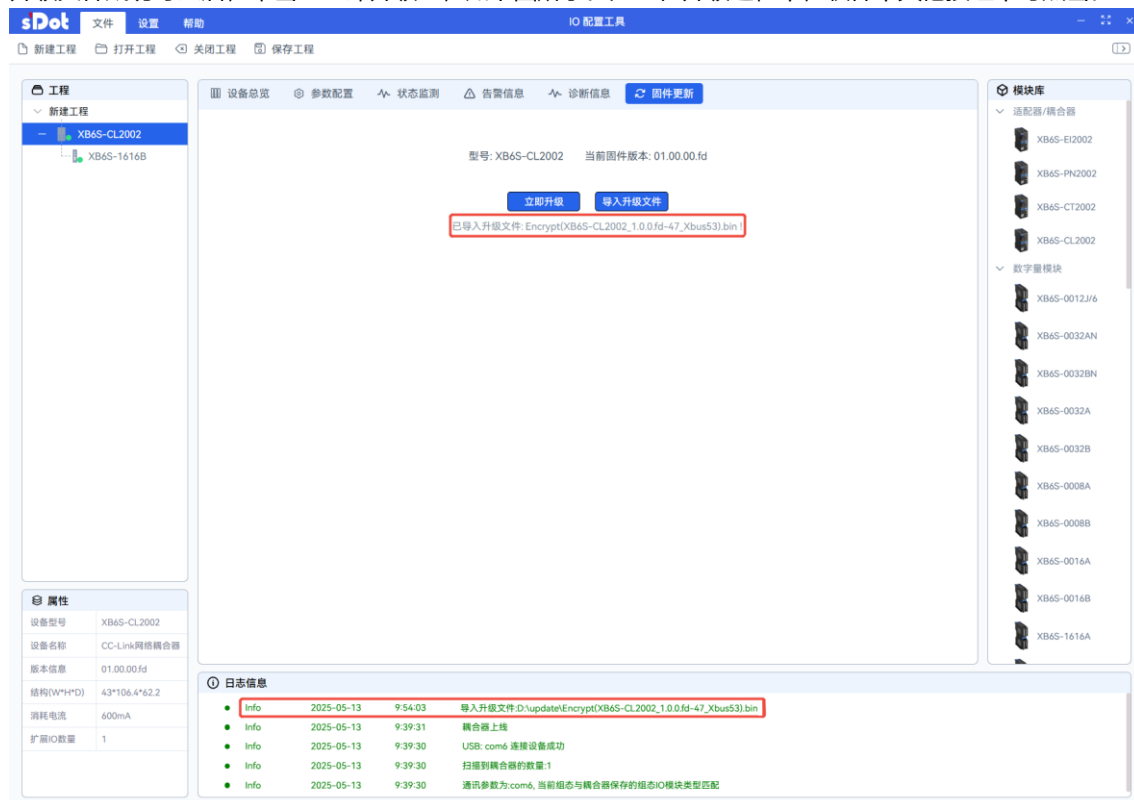 sDot 文件 设置 帮助 IO 配置工具
新建工程 打开工程 关闭工程 保存工程
工程
新建工程
XB6S-CL2002
XB6S-1616B
设备总览 参数配置 状态监测 告警信息 诊断信息 固件更新
型号: XB6S-CL2002 当前固件版本: 01.00.00.fd
立即升级 导入升级文件
已导入升级文件: Encrypt(XB6S-CL2002_1.0.0.fd-47_Xbus53).bin !
模块库
适配器/耦合器
XB6S-EI2002
XB6S-PN2002
XB6S-CT2002
XB6S-CL2002
数字量模块
XB6S-0012J/6
XB6S-0032AN
XB6S-0032BN
XB6S-0032A
XB6S-0032B
XB6S-0008A
XB6S-0008B
XB6S-0016A
XB6S-0016B
XB6S-1616A
属性
设备型号 XB6S-CL2002
设备名称 CC-Link网络耦合器
版本信息 01.00.00.fd
结构(W*H*D) 43*106.4*62.2
消耗电流 600mA
扩展IO数量 1
日志信息
Info 2025-05-13 9:54:03 导入升级文件:D:\update\Encrypt(XB6S-CL2002_1.0.0.fd-47_Xbus53).bin
Info 2025-05-13 9:39:31 耦合器上线
Info 2025-05-13 9:39:30 USB: com6 连接设备成功
Info 2025-05-13 9:39:30 扫描到耦合器的数量:1
Info 2025-05-13 9:39:30 通讯参数为:com6, 当前组态与耦合器保存的组态IO模块类型匹配